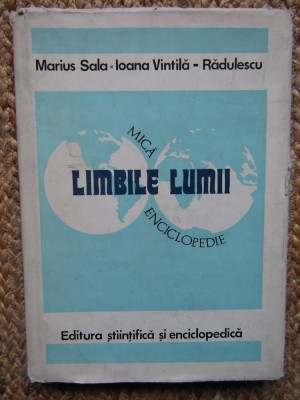 Marius Sala · Ioana Vintilă - Rădulescu
MICĂ
LIMBILE LUMII
ENCICLOPEDIE
Editura științifică și enciclopedică